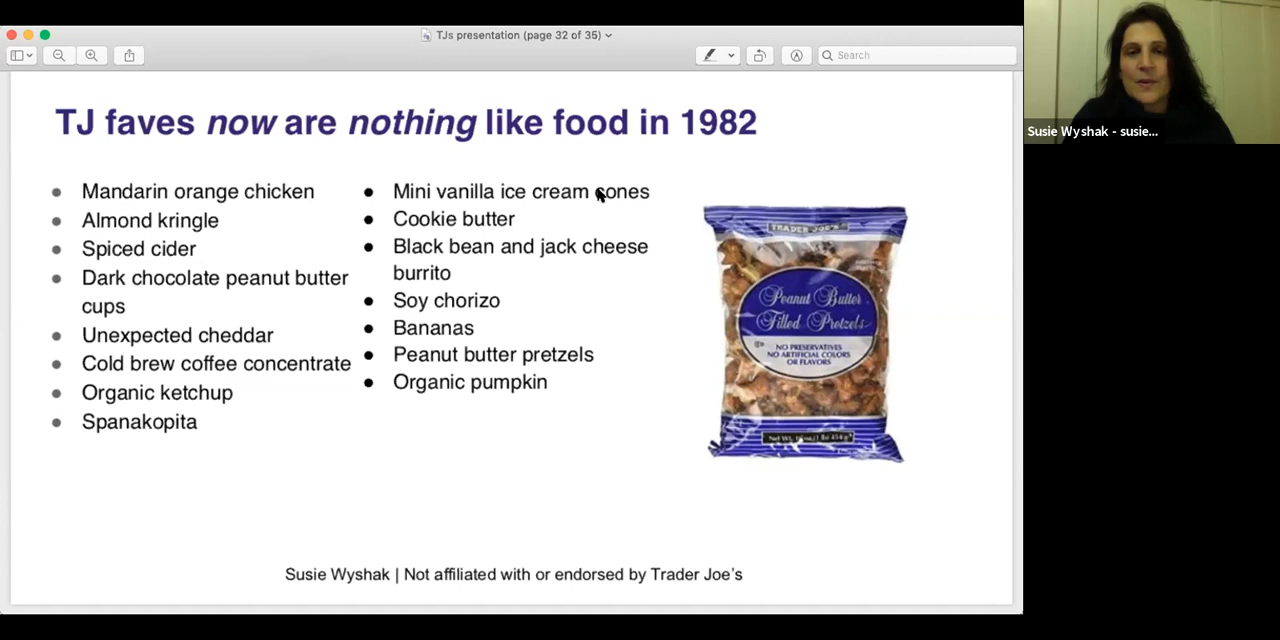 TJs presentation (page 32 of 35)
Search
TJ faves now are nothing like food in 1982
Mandarin orange chicken
Almond kringle
Spiced cider
Dark chocolate peanut butter
cups
Unexpected cheddar
Cold brew coffee concentrate
Organic ketchup
Spanakopita
Mini vanilla ice cream cones
Cookie butter
Black bean and jack cheese
burrito
Soy chorizo
Bananas
Peanut butter pretzels
Organic pumpkin
TRADER JOE'S
Peanut Butter
Filled Pretzels
NO PRESERVATIVES
NO ARTIFICIAL COLORS
OR FLAVORS
Susie Wyshak | Not affiliated with or endorsed by Trader Joe's
Susie Wyshak - susie...